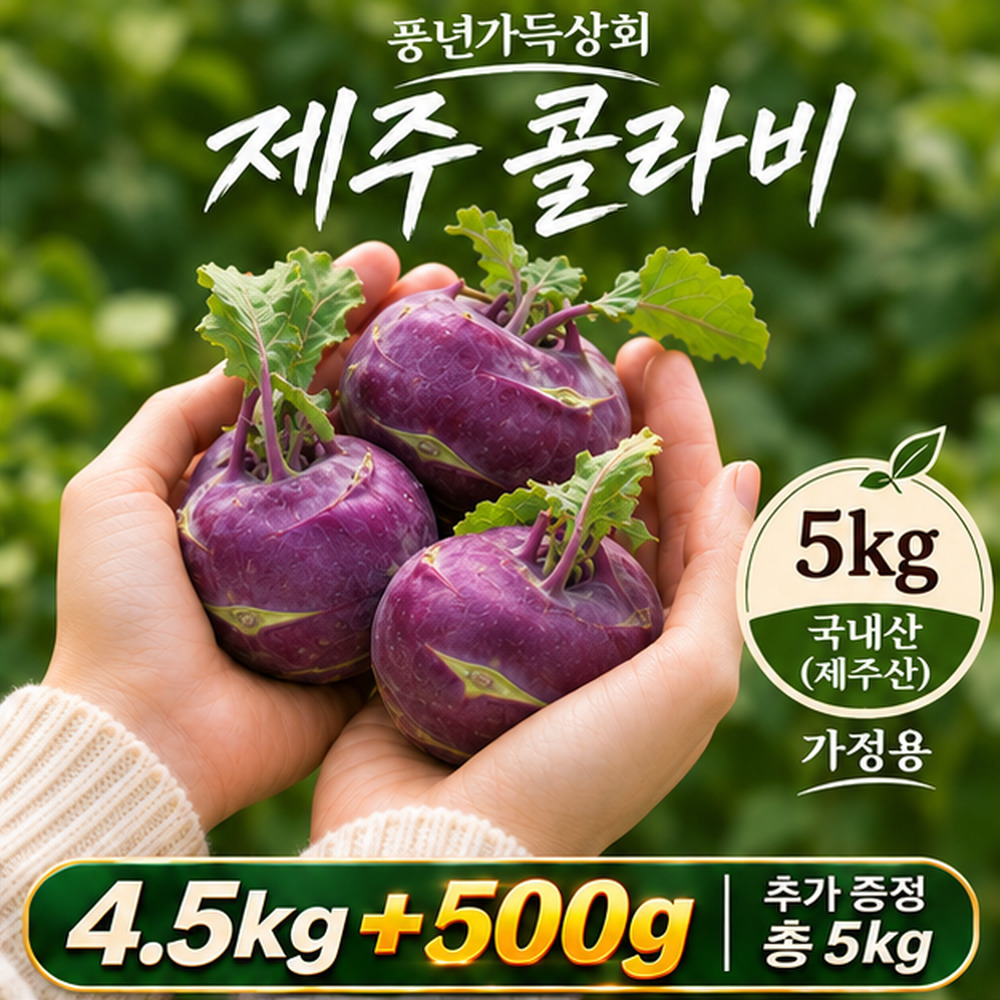 풍년가득상회
제주 콜라비
5kg
국내산
(제주산)
가정용
4.5kg+500g
추가 증정
총 5kg